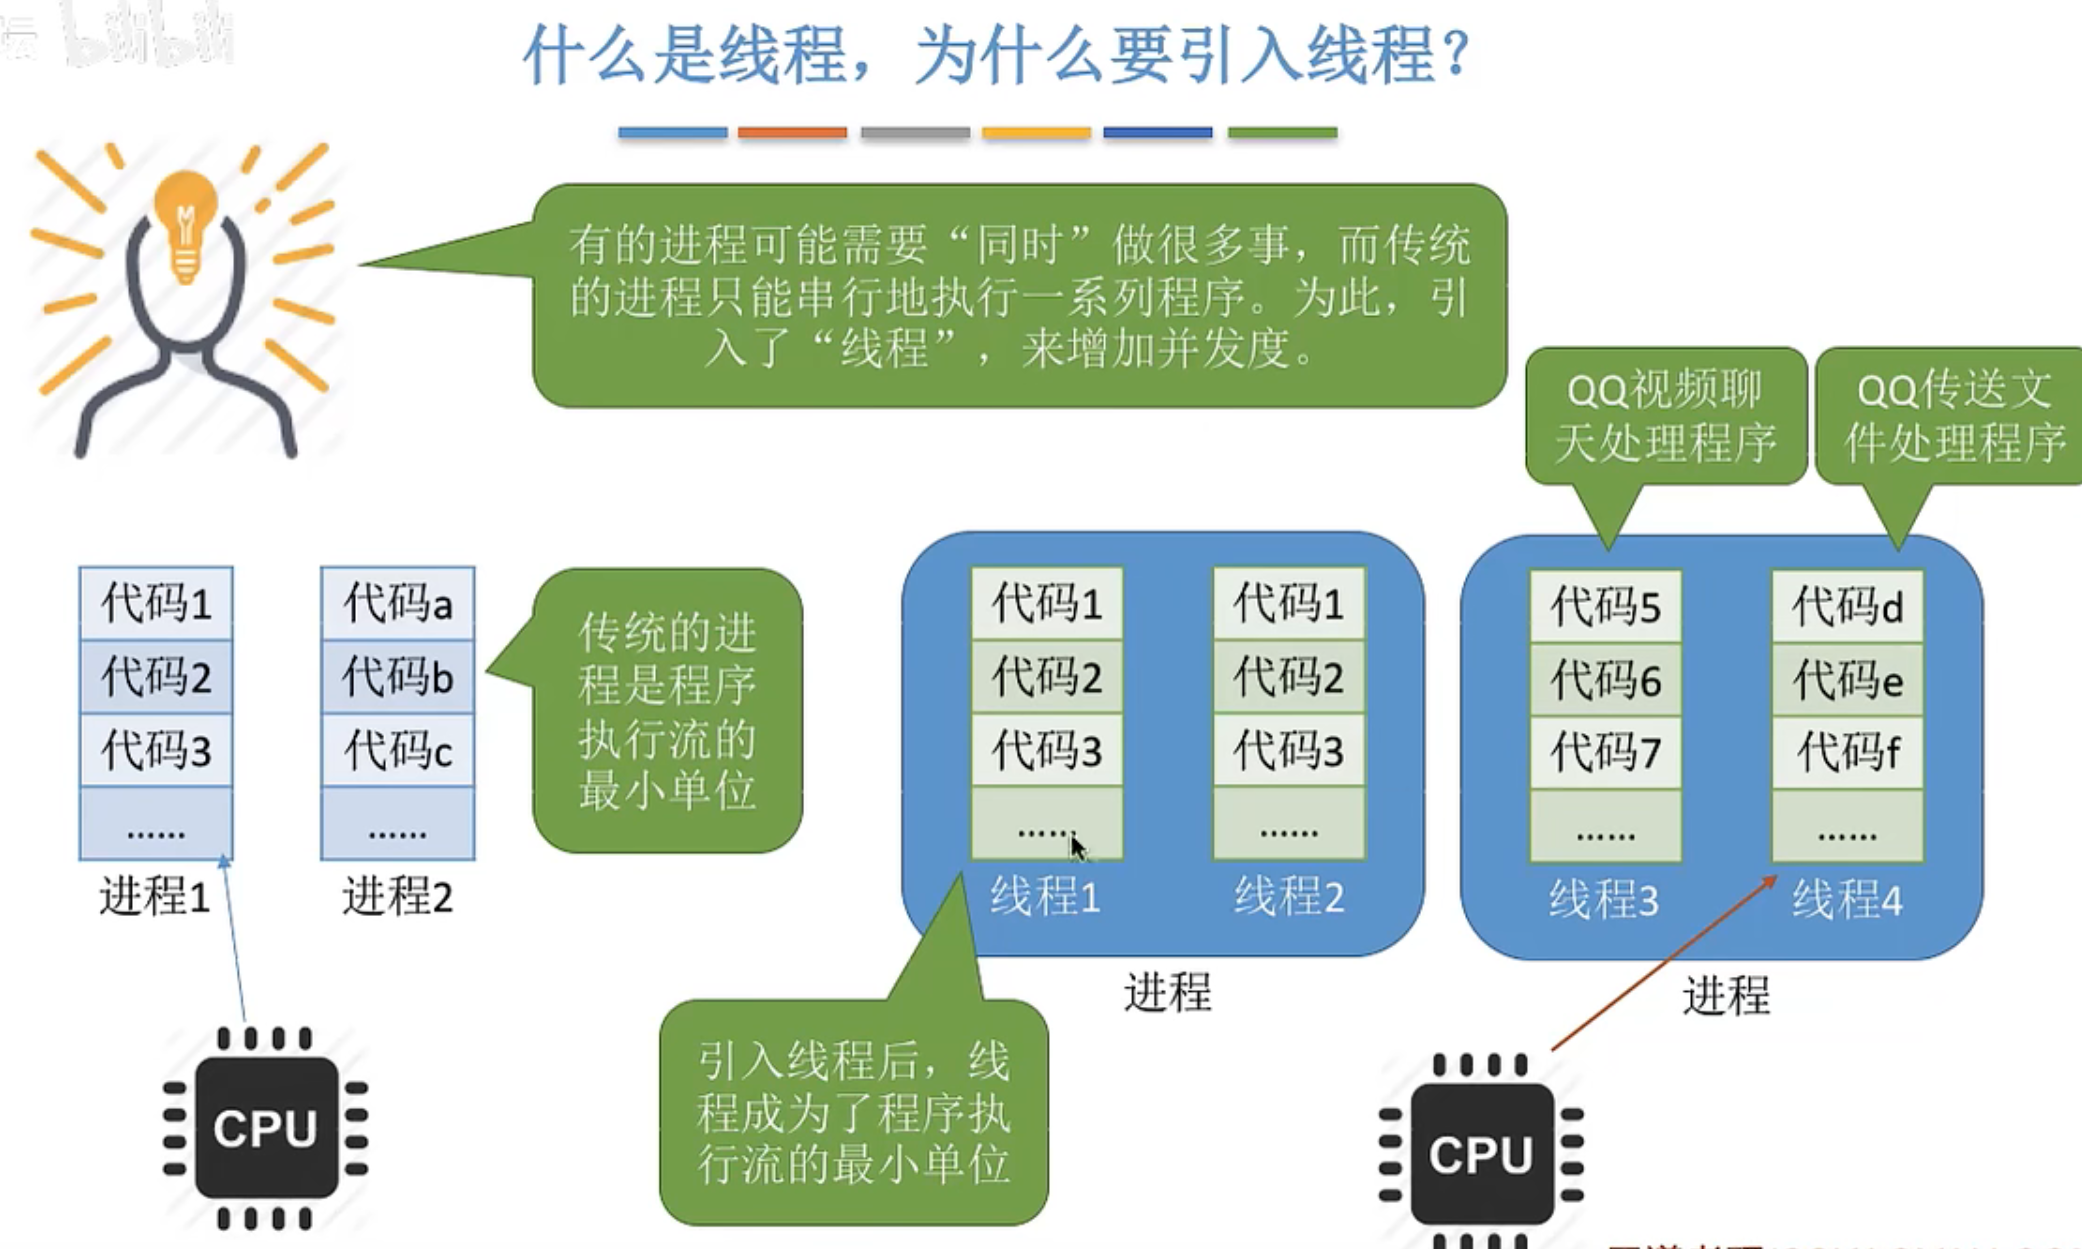 bilibili
什么是线程，为什么要引入线程？
有的进程可能需要“同时”做很多事，而传统
的进程只能串行地执行一系列程序。为此，引
入了“线程”，来增加并发度。
QQ视频聊
天处理程序
QQ传送文
件处理程序
代码1
代码2
代码3
……
进程1
代码a
代码b
代码c
……
进程2
传统的进
程是程序
执行流的
最小单位
代码1
代码2
代码3
……
线程1
代码1
代码2
代码3
……
线程2
进程
代码5
代码6
代码7
……
线程3
代码d
代码e
代码f
……
线程4
进程
引入线程后，线
程成为了程序执
行流的最小单位
CPU
CPU